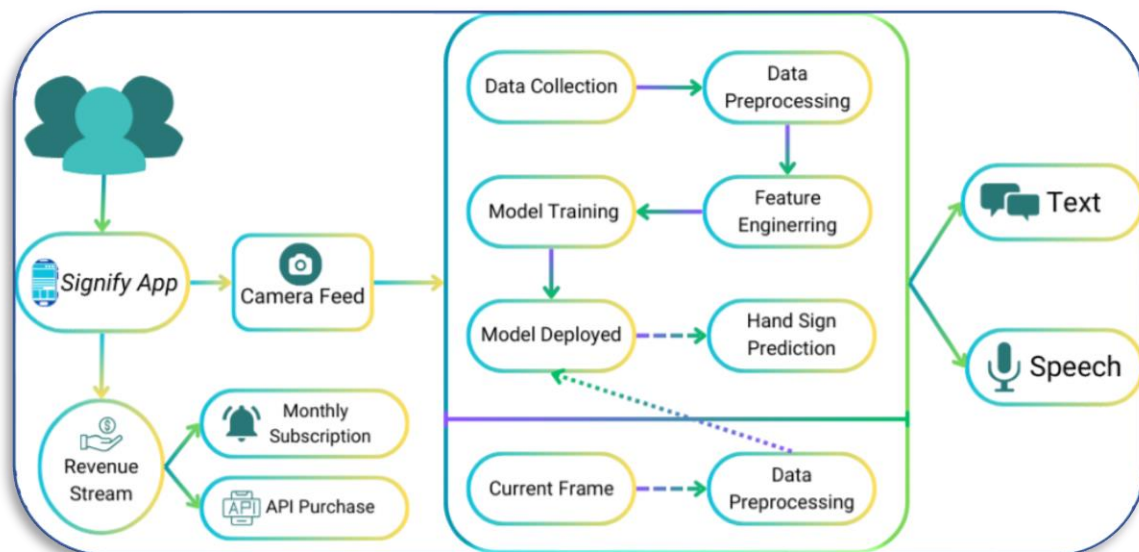 Data Collection
Data
Preprocessing
Model Training
Feature
Enginerring
Signify App
Camera Feed
Model Deployed
Hand Sign
Prediction
Text
Speech
Revenue
Stream
$
Monthly
Subscription
API
API Purchase
Current Frame
Data
Preprocessing